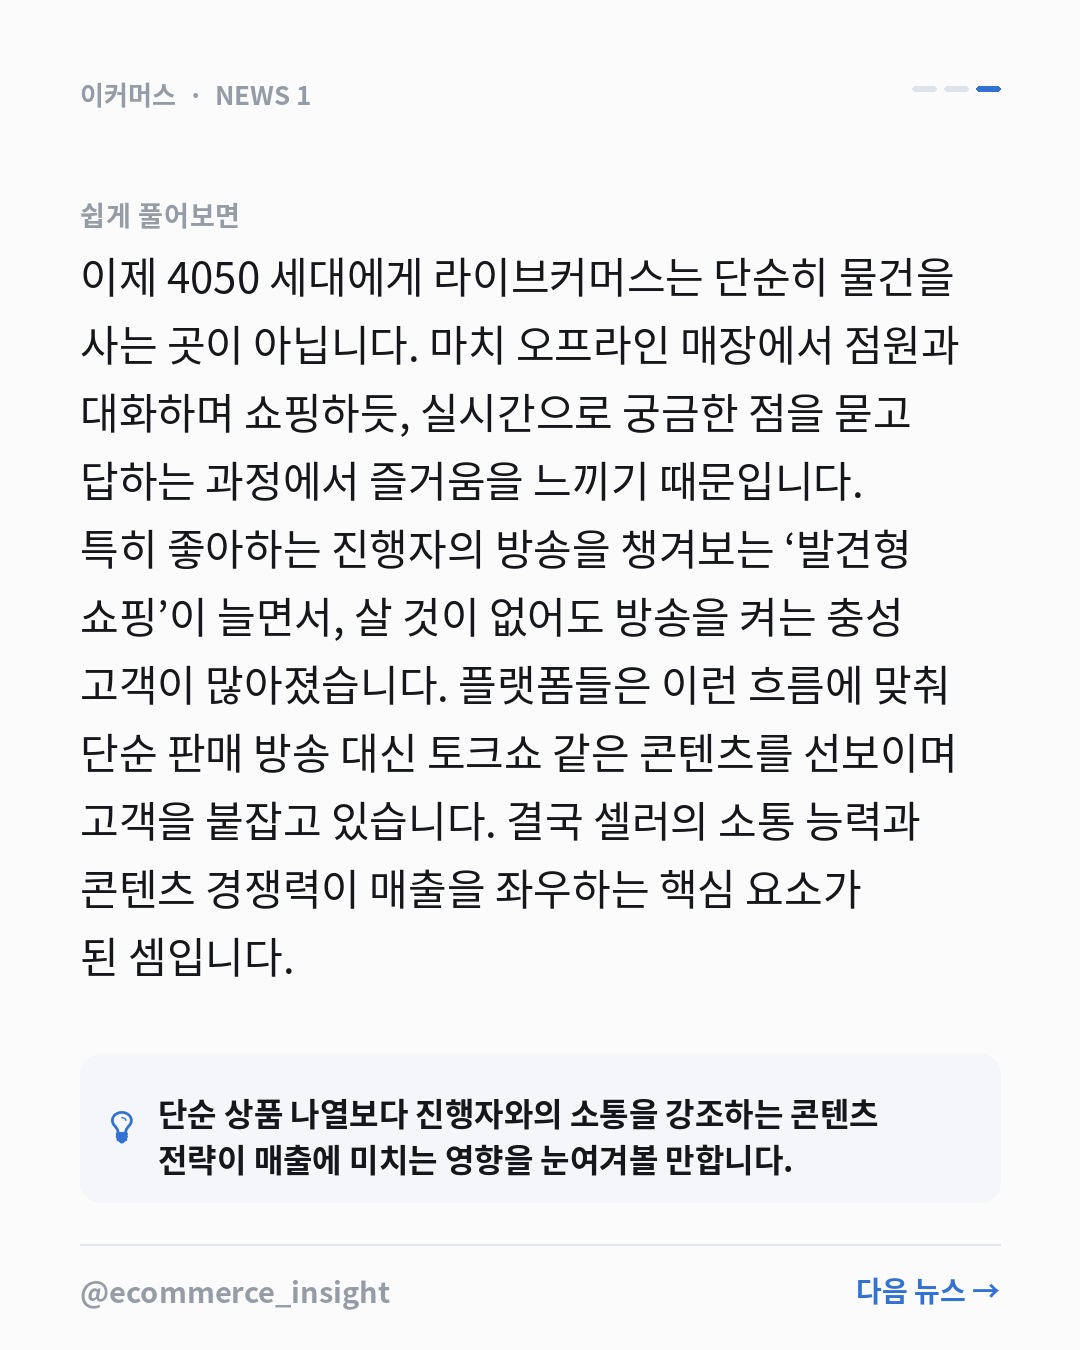 이커머스 · NEWS 1
쉽게 풀어보면
이제 4050 세대에게 라이브커머스는 단순히 물건을
사는 곳이 아닙니다. 마치 오프라인 매장에서 점원과
대화하며 쇼핑하듯, 실시간으로 궁금한 점을 묻고
답하는 과정에서 즐거움을 느끼기 때문입니다.
특히 좋아하는 진행자의 방송을 챙겨보는 ‘발견형
쇼핑’이 늘면서, 살 것이 없어도 방송을 켜는 충성
고객이 많아졌습니다. 플랫폼들은 이런 흐름에 맞춰
단순 판매 방송 대신 토크쇼 같은 콘텐츠를 선보이며
고객을 붙잡고 있습니다. 결국 셀러의 소통 능력과
콘텐츠 경쟁력이 매출을 좌우하는 핵심 요소가
된 셈입니다.
단순 상품 나열보다 진행자와의 소통을 강조하는 콘텐츠
전략이 매출에 미치는 영향을 눈여겨볼 만합니다.
@ecommerce_insight
다음 뉴스 →